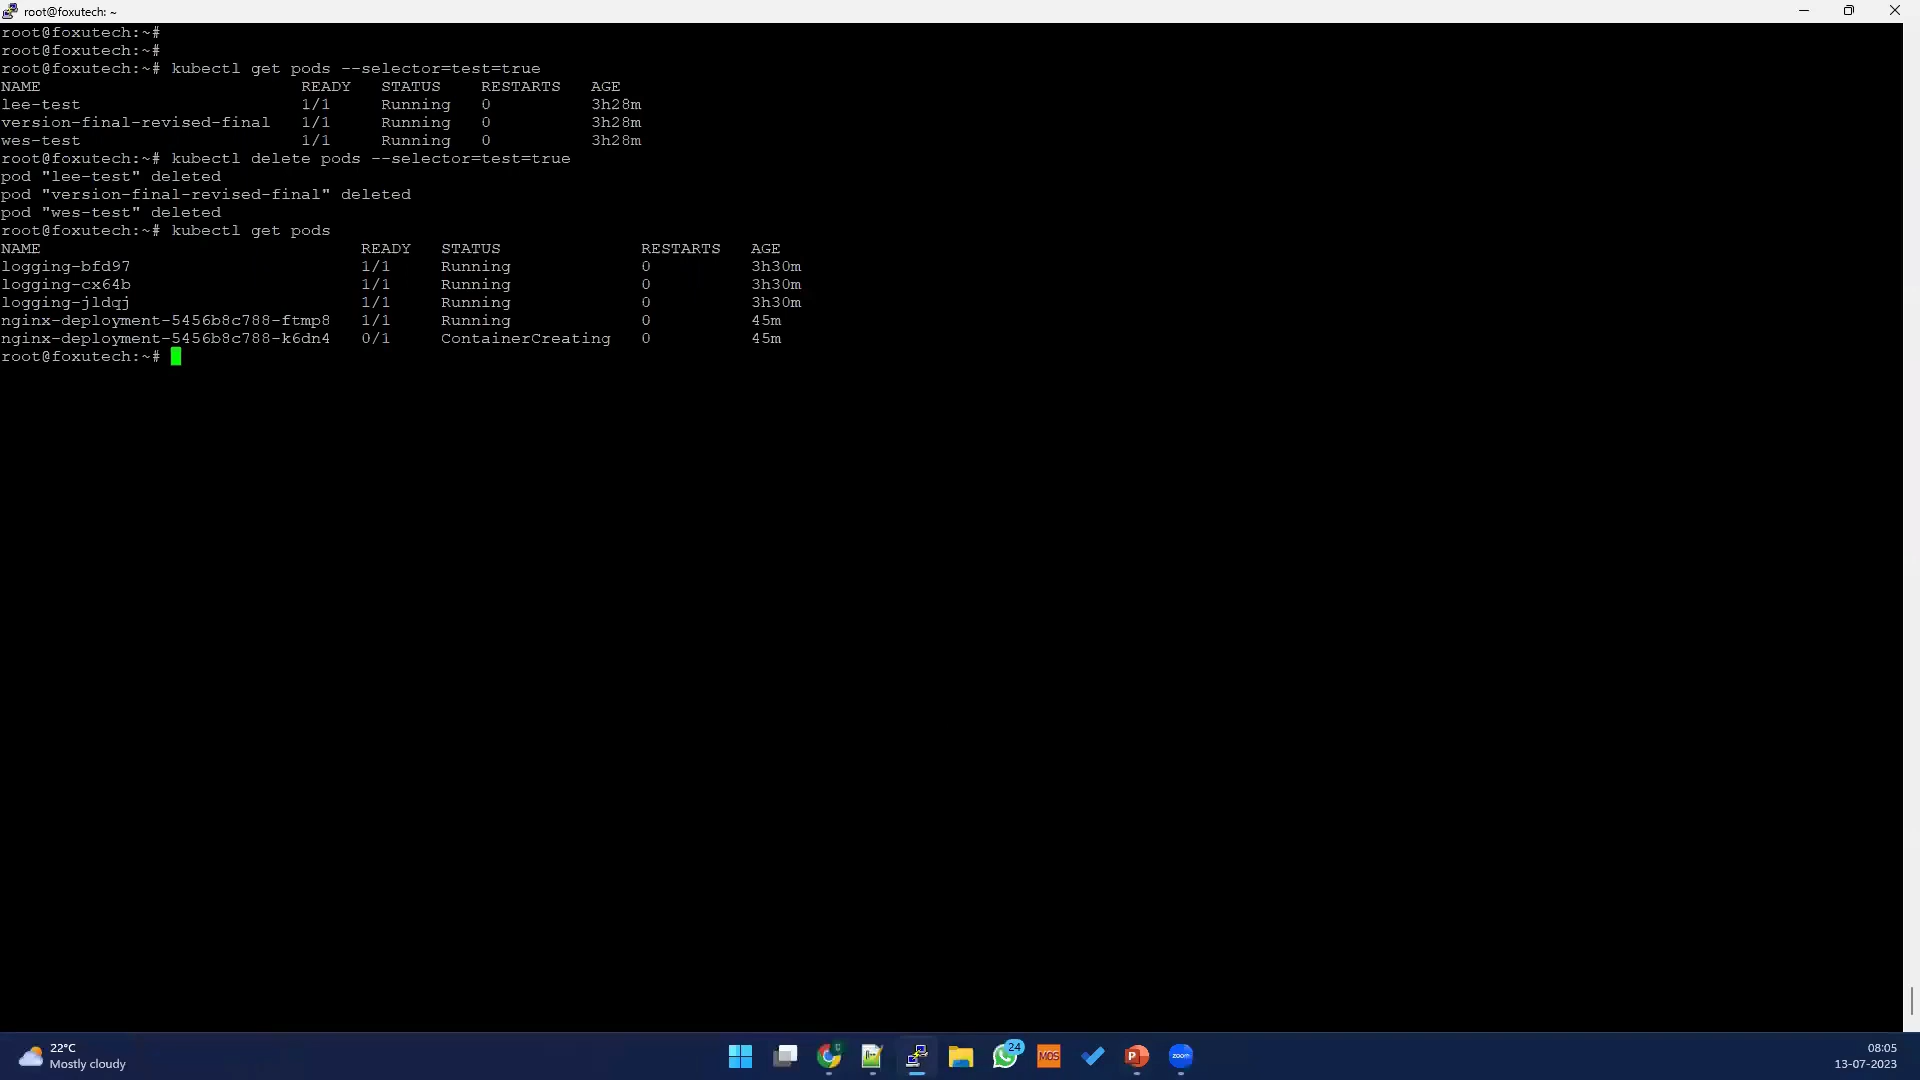 root@foxutech: ~
root@foxutech:~#
root@foxutech:~#
root@foxutech:~# kubectl get pods --selector=test=true
NAME READY STATUS RESTARTS AGE
lee-test 1/1 Running 0 3h28m
version-final-revised-final 1/1 Running 0 3h28m
wes-test 1/1 Running 0 3h28m
root@foxutech:~# kubectl delete pods --selector=test=true
pod "lee-test" deleted
pod "version-final-revised-final" deleted
pod "wes-test" deleted
root@foxutech:~# kubectl get pods
NAME READY STATUS RESTARTS AGE
logging-bfd97 1/1 Running 0 3h30m
logging-cx64b 1/1 Running 0 3h30m
logging-jldqj 1/1 Running 0 3h30m
nginx-deployment-5456b8c788-ftmp8 1/1 Running 0 45m
nginx-deployment-5456b8c788-k6dn4 0/1 ContainerCreating 0 45m
root@foxutech:~#
22°C
Mostly cloudy
24
MOS
P
zoom
08:05
13-07-2023